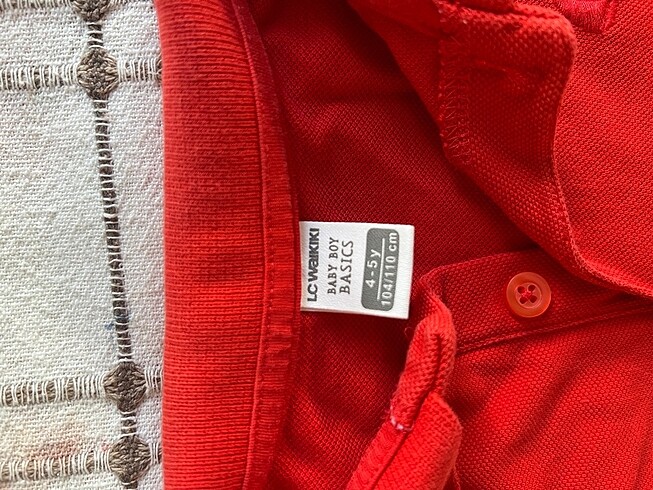 LC WAIKIKI
BABY BOY
BASICS
4 - 5 y
104/110 cm